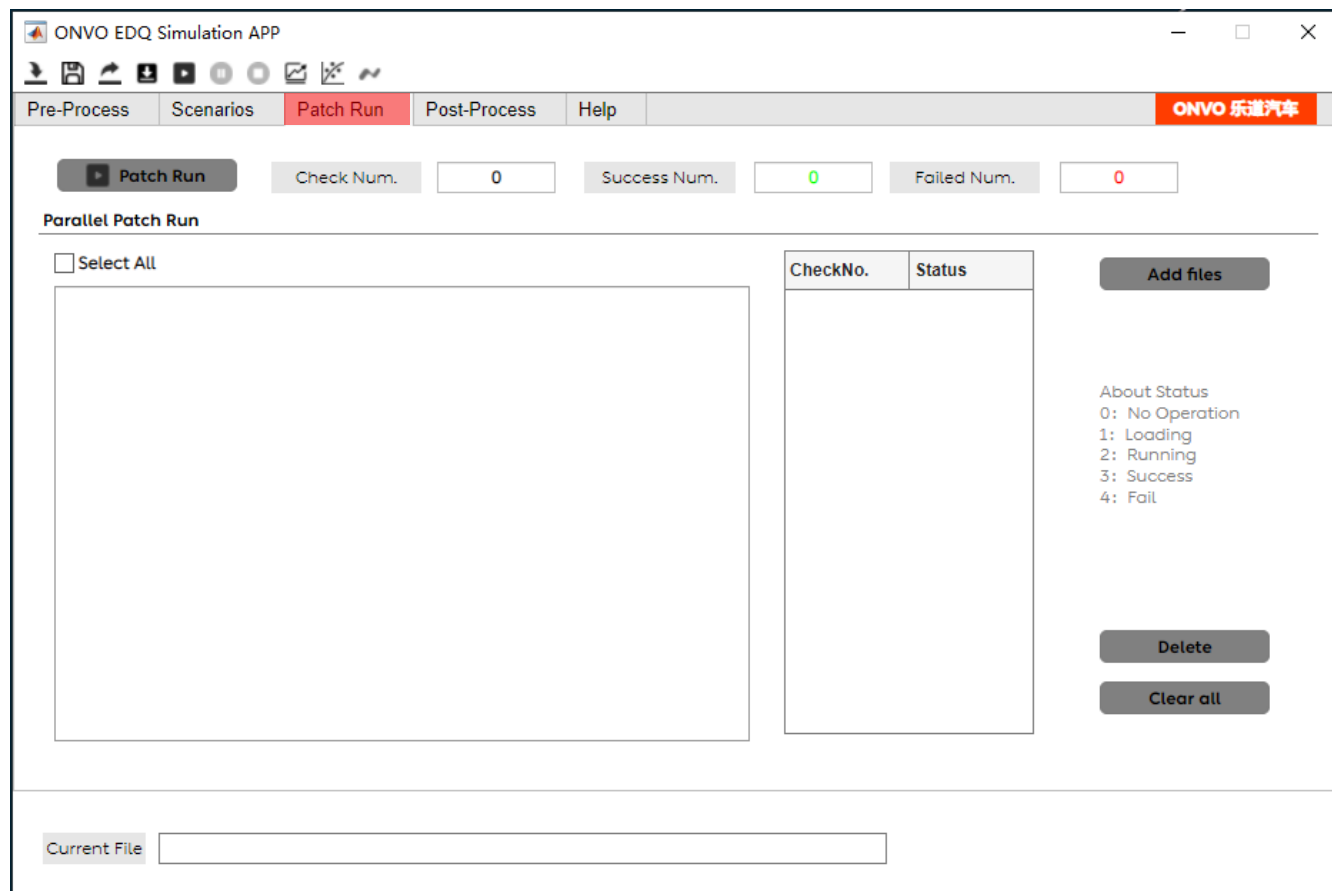 ONVO EDQ Simulation APP
Pre-Process Scenarios Patch Run Post-Process Help ONVO 乐道汽车
Patch Run Check Num. 0 Success Num. 0 Failed Num. 0
Parallel Patch Run
Select All
CheckNo. Status
Add files
About Status
0: No Operation
1: Loading
2: Running
3: Success
4: Fail
Delete
Clear all
Current File